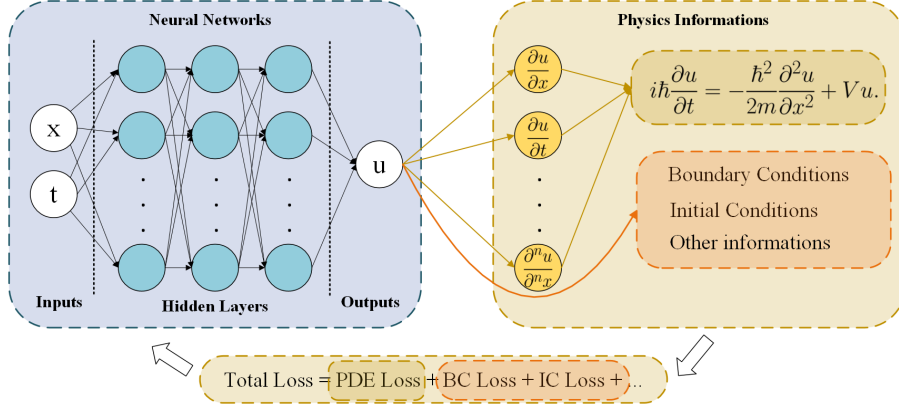 Neural Networks
Physics Informations
x
t
u
Inputs
Hidden Layers
Outputs
∂u/∂x
∂u/∂t
∂ⁿu/∂ⁿx
iħ ∂u/∂t = −ħ²/2m ∂²u/∂x² + Vu.
Boundary Conditions
Initial Conditions
Other informations
Total Loss = PDE Loss + BC Loss + IC Loss + ...